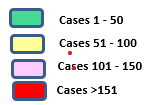 Cases 1 - 50
Cases 51 - 100
Cases 101 - 150
Cases >151